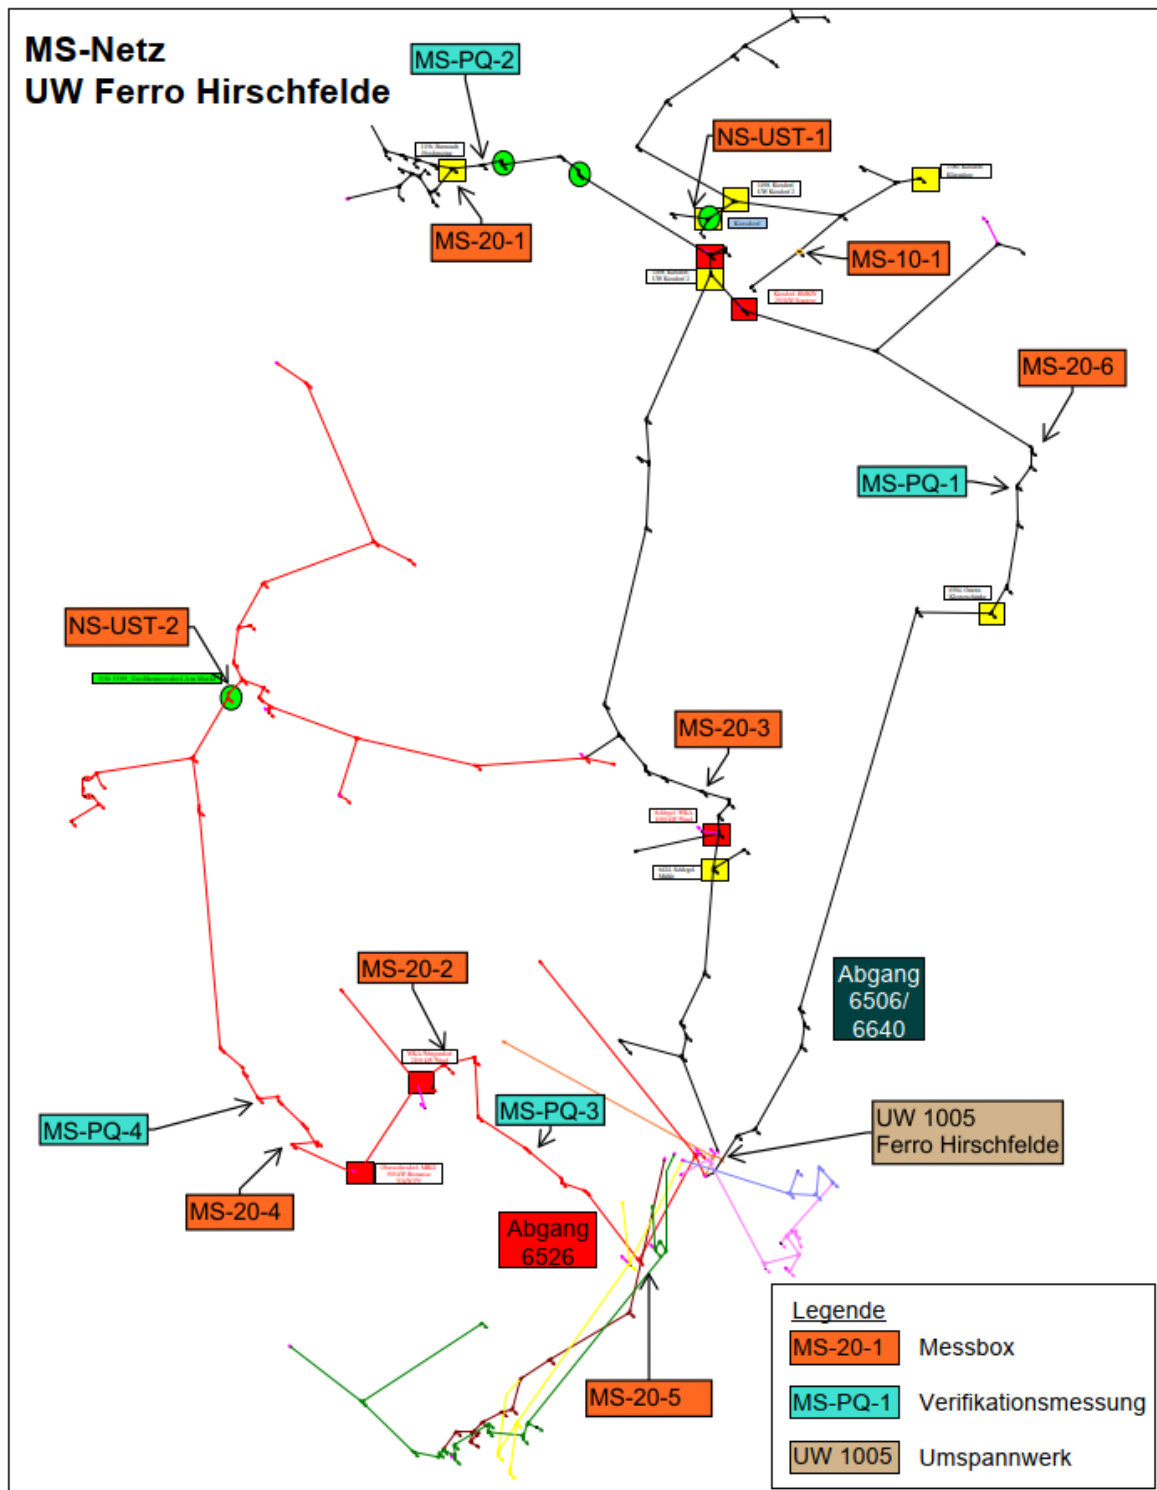 MS-Netz
UW Ferro Hirschfelde
MS-PQ-2
NS-UST-1
MS-20-1
MS-10-1
MS-20-6
MS-PQ-1
NS-UST-2
MS-20-3
MS-20-2
Abgang
6506/
6640
MS-PQ-3
MS-PQ-4
UW 1005
Ferro Hirschfelde
MS-20-4
Abgang
6526
MS-20-5
Legende
MS-20-1 Messbox
MS-PQ-1 Verifikationsmessung
UW 1005 Umspannwerk